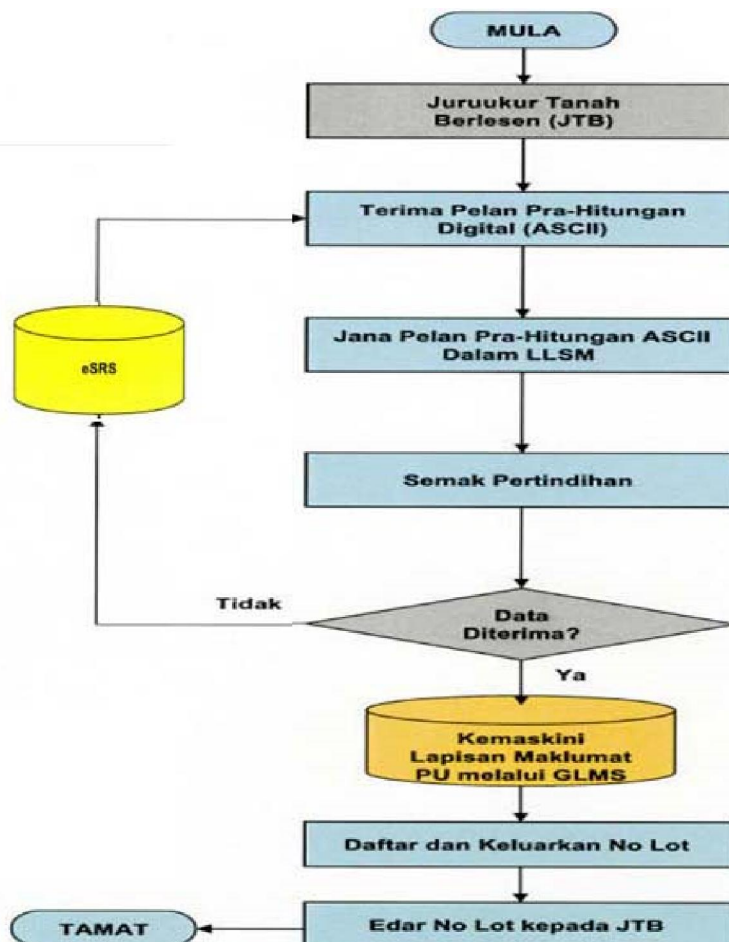 MULA
Juruukur Tanah
Berlesen (JTB)
Terima Pelan Pra-Hitungan
Digital (ASCII)
Jana Pelan Pra-Hitungan ASCII
Dalam LLSM
eSRS
Semak Pertindihan
Tidak
Data
Diterima?
Ya
Kemaskini
Lapisan Maklumat
PU melalui GLMS
Daftar dan Keluarkan No Lot
Edar No Lot kepada JTB
TAMAT